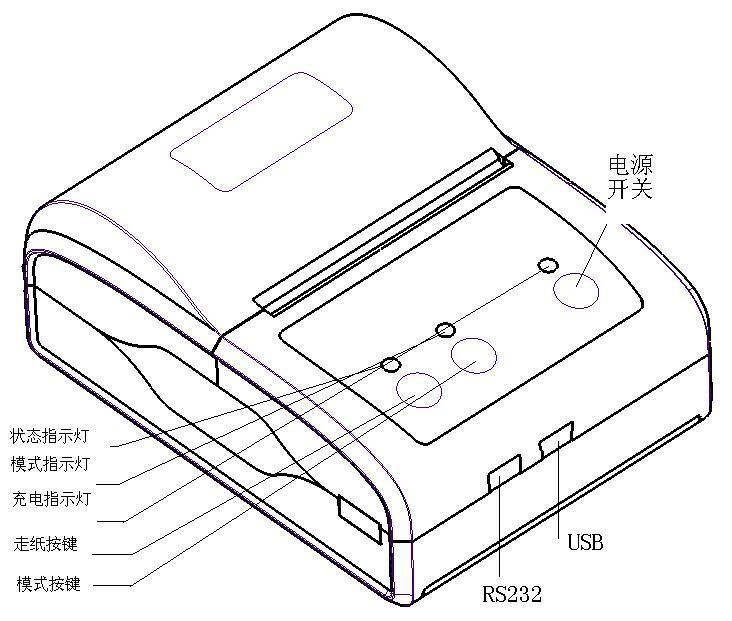 电源
开关
状态指示灯
模式指示灯
充电指示灯
走纸按键
模式按键
USB
RS232